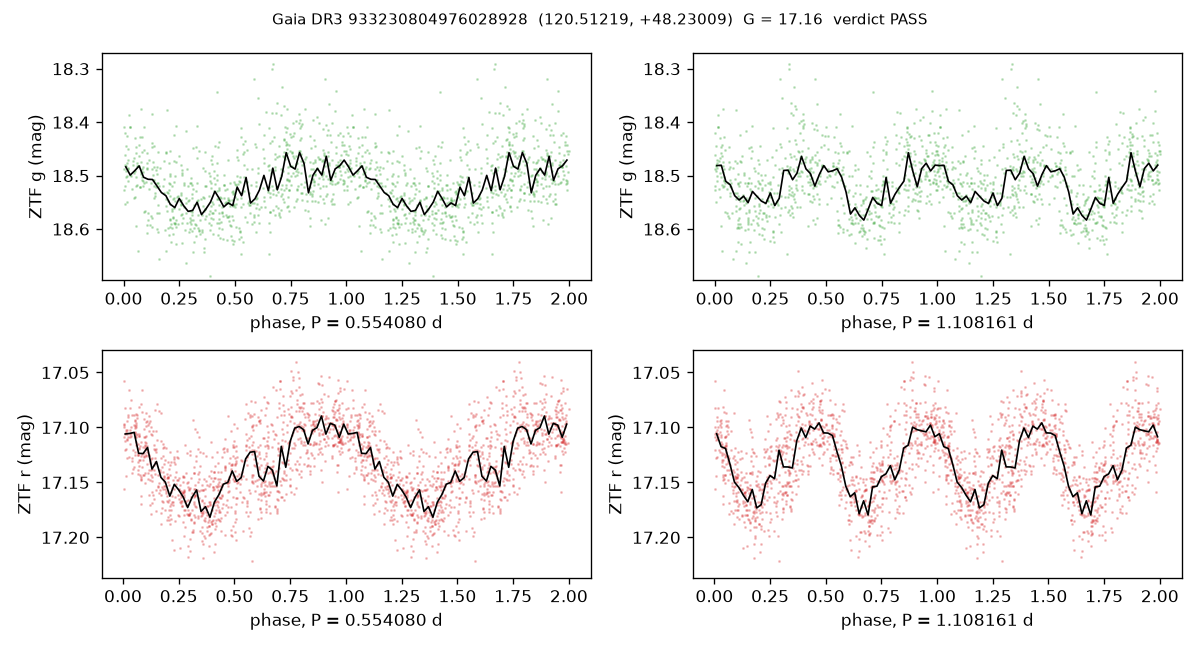 Gaia DR3 933230804976028928 (120.51219, +48.23009) G = 17.16 verdict PASS
ZTF g (mag)
18.3
18.4
18.5
18.6
0.00 0.25 0.50 0.75 1.00 1.25 1.50 1.75 2.00
phase, P = 0.554080 d
ZTF g (mag)
18.3
18.4
18.5
18.6
0.00 0.25 0.50 0.75 1.00 1.25 1.50 1.75 2.00
phase, P = 1.108161 d
ZTF r (mag)
17.05
17.10
17.15
17.20
0.00 0.25 0.50 0.75 1.00 1.25 1.50 1.75 2.00
phase, P = 0.554080 d
ZTF r (mag)
17.05
17.10
17.15
17.20
0.00 0.25 0.50 0.75 1.00 1.25 1.50 1.75 2.00
phase, P = 1.108161 d